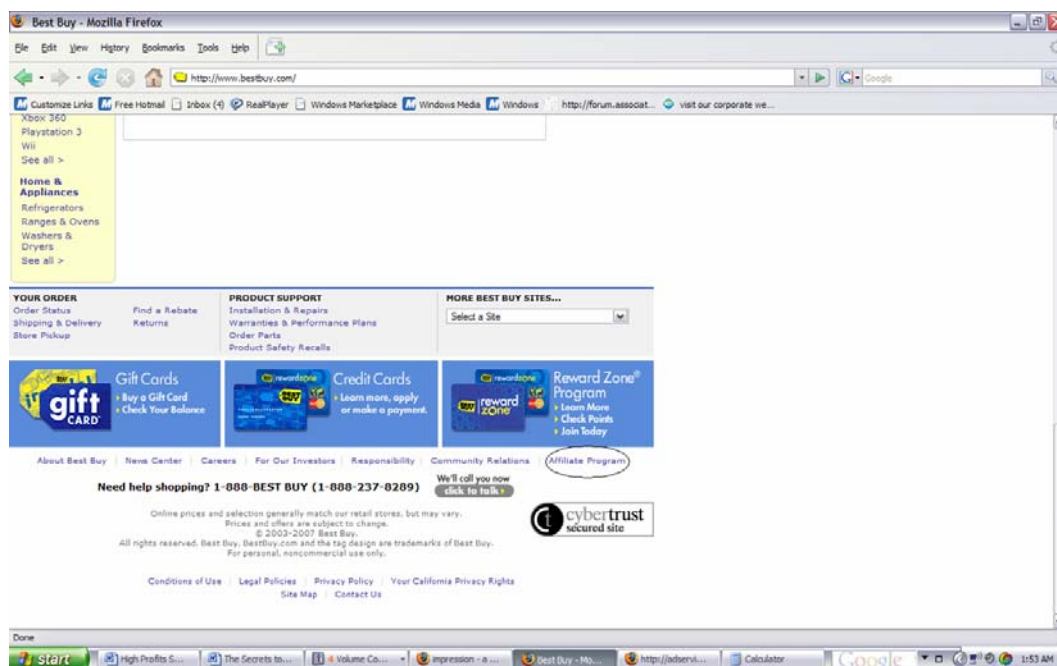 Best Buy - Mozilla Firefox
File Edit View History Bookmarks Tools Help
http://www.bestbuy.com/
Google
Customize Links Free Hotmail Inbox (4) RealPlayer Windows Marketplace Windows Media Windows http://forum.associat... visit our corporate we...
Xbox 360
Playstation 3
Wii
See all >
Home &
Appliances
Refrigerators
Ranges & Ovens
Washers &
Dryers
See all >
YOUR ORDER
Order Status
Shipping & Delivery
Store Pickup
Find a Rebate
Returns
PRODUCT SUPPORT
Installation & Repairs
Warranties & Performance Plans
Order Parts
Product Safety Recalls
MORE BEST BUY SITES...
Select a Site
gift
CARD
Gift Cards
Buy a Gift Card
Check Your Balance
rewardzone
Credit Cards
Learn more, apply
or make a payment.
rewardzone
reward
zone
Reward Zone®
Program
Learn More
Check Points
Join Today
About Best Buy | News Center | Careers | For Our Investors | Responsibility | Community Relations | Affiliate Program
Need help shopping? 1-888-BEST BUY (1-888-237-8289)
We'll call you now
click to talk
Online prices and selection generally match our retail stores, but may vary.
Prices and offers are subject to change.
© 2003-2007 Best Buy.
All rights reserved. Best Buy, BestBuy.com and the tag design are trademarks of Best Buy.
For personal, noncommercial use only.
cybertrust
secured site
Conditions of Use | Legal Policies | Privacy Policy | Your California Privacy Rights
Site Map | Contact Us
Done
start High Profits S... The Secrets to... 4 Volume Co... impression - a ... Best Buy - Mo... http://adservi... Calculator Google 1:53 AM